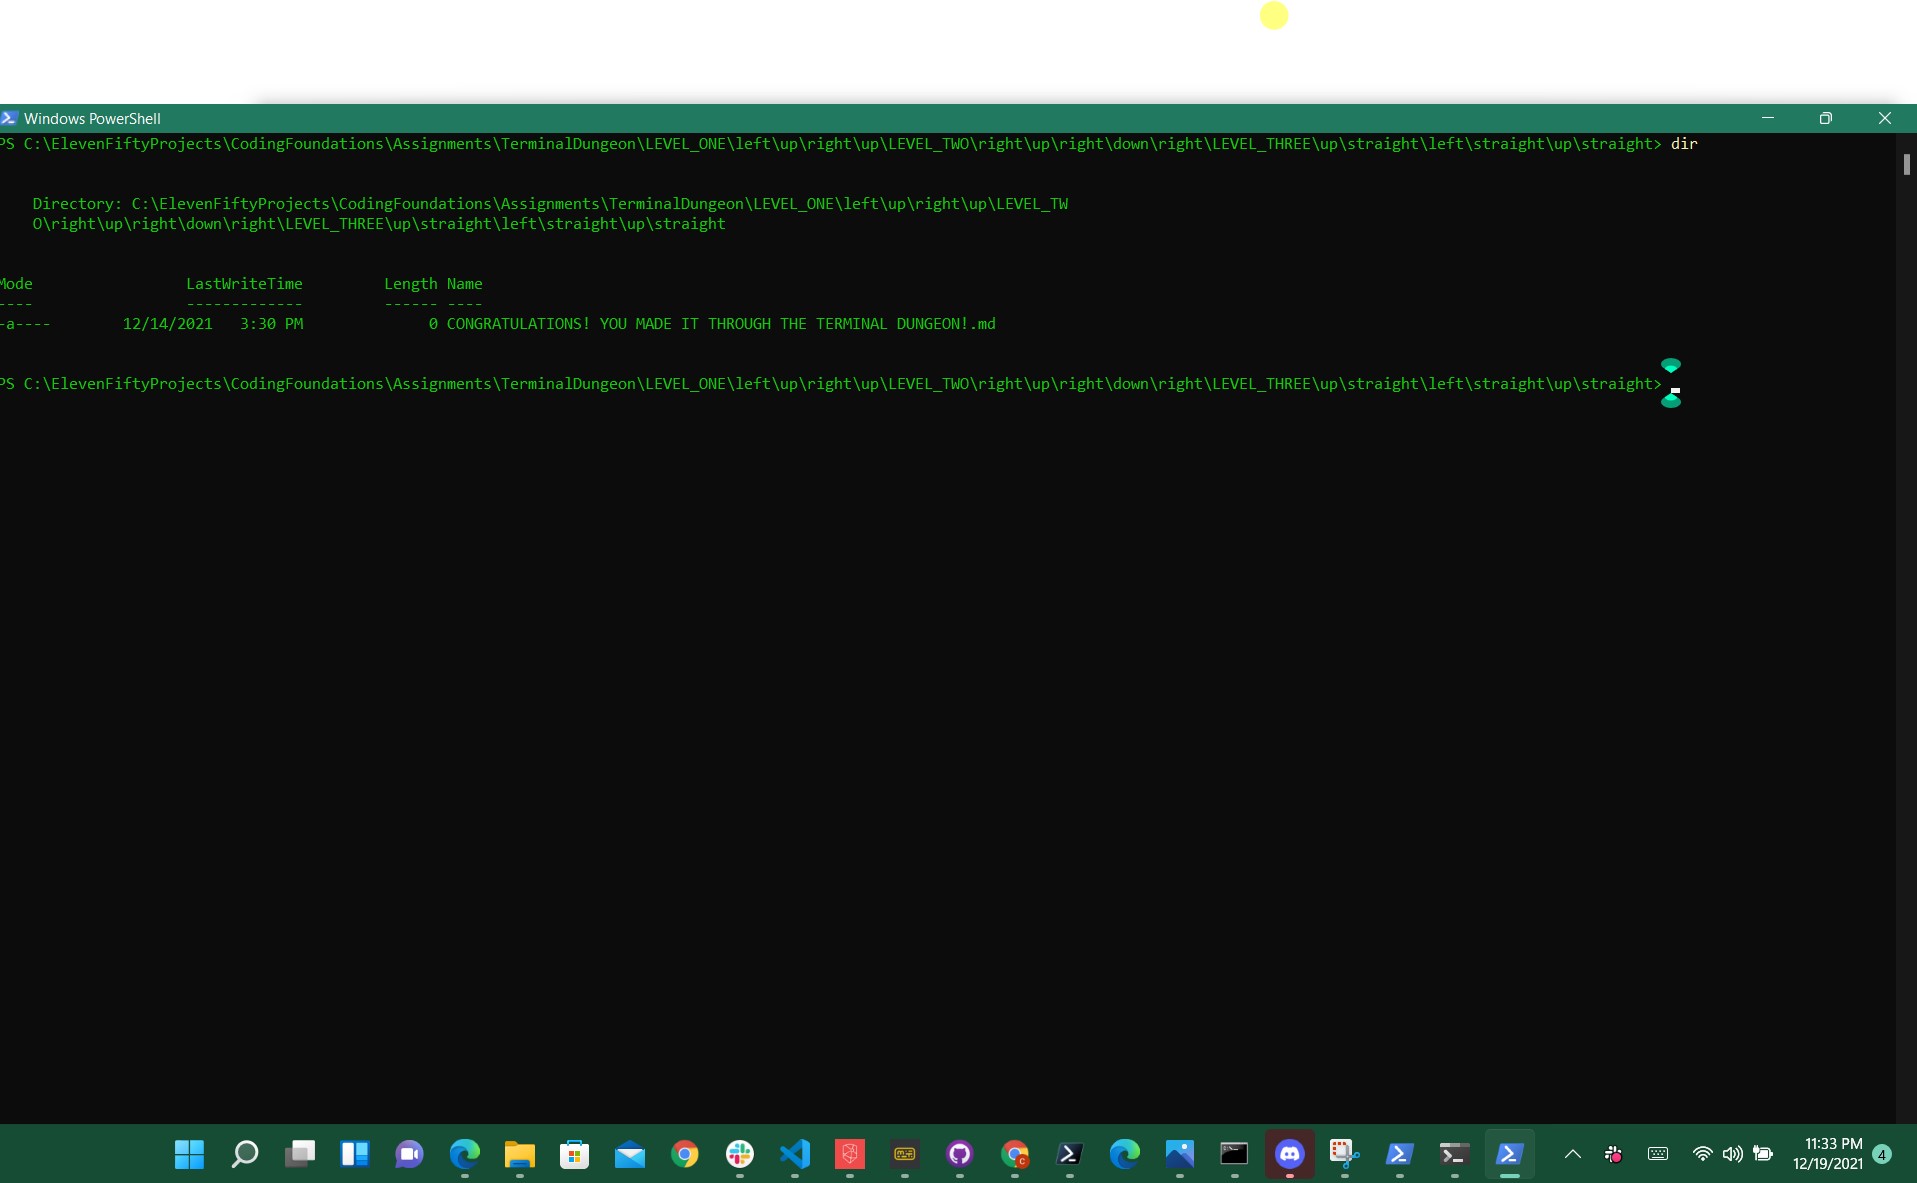 Windows PowerShell
PS C:\ElevenFiftyProjects\CodingFoundations\Assignments\TerminalDungeon\LEVEL_ONE\left\up\right\up\LEVEL_TWO\right\up\right\down\right\LEVEL_THREE\up\straight\left\straight\up\straight> dir
Directory: C:\ElevenFiftyProjects\CodingFoundations\Assignments\TerminalDungeon\LEVEL_ONE\left\up\right\up\LEVEL_TW
O\right\up\right\down\right\LEVEL_THREE\up\straight\left\straight\up\straight
Mode LastWriteTime Length Name
---- ------------- ------ ----
-a---- 12/14/2021 3:30 PM 0 CONGRATULATIONS! YOU MADE IT THROUGH THE TERMINAL DUNGEON!.md
PS C:\ElevenFiftyProjects\CodingFoundations\Assignments\TerminalDungeon\LEVEL_ONE\left\up\right\up\LEVEL_TWO\right\up\right\down\right\LEVEL_THREE\up\straight\left\straight\up\straight>
11:33 PM
12/19/2021
4